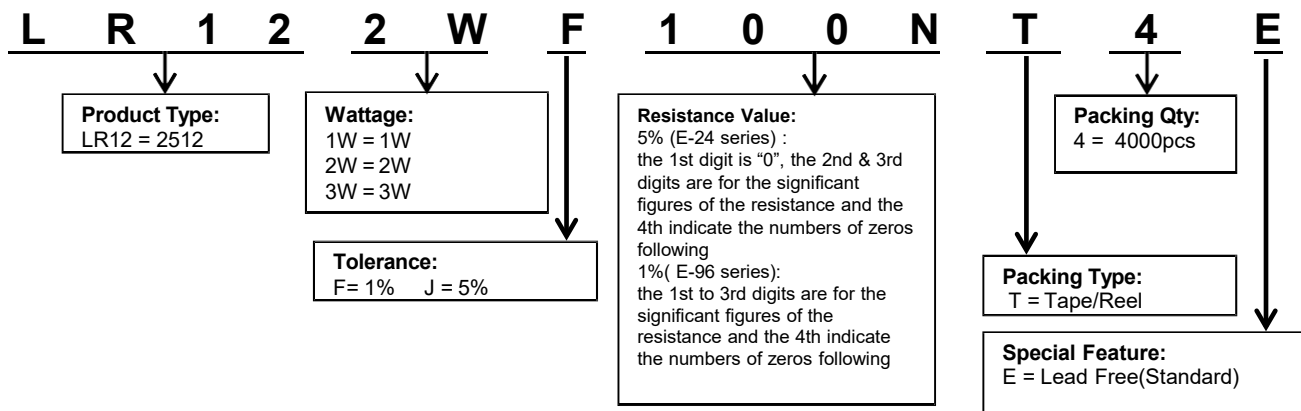 L R 1 2 2 W F 1 0 0 N T 4 E
Product Type:
LR12 = 2512
Wattage:
1W = 1W
2W = 2W
3W = 3W
Tolerance:
F= 1% J = 5%
Resistance Value:
5% (E-24 series) :
the 1st digit is “0”, the 2nd & 3rd
digits are for the significant
figures of the resistance and the
4th indicate the numbers of zeros
following
1%( E-96 series):
the 1st to 3rd digits are for the
significant figures of the
resistance and the 4th indicate
the numbers of zeros following
Packing Qty:
4 = 4000pcs
Packing Type:
T = Tape/Reel
Special Feature:
E = Lead Free(Standard)